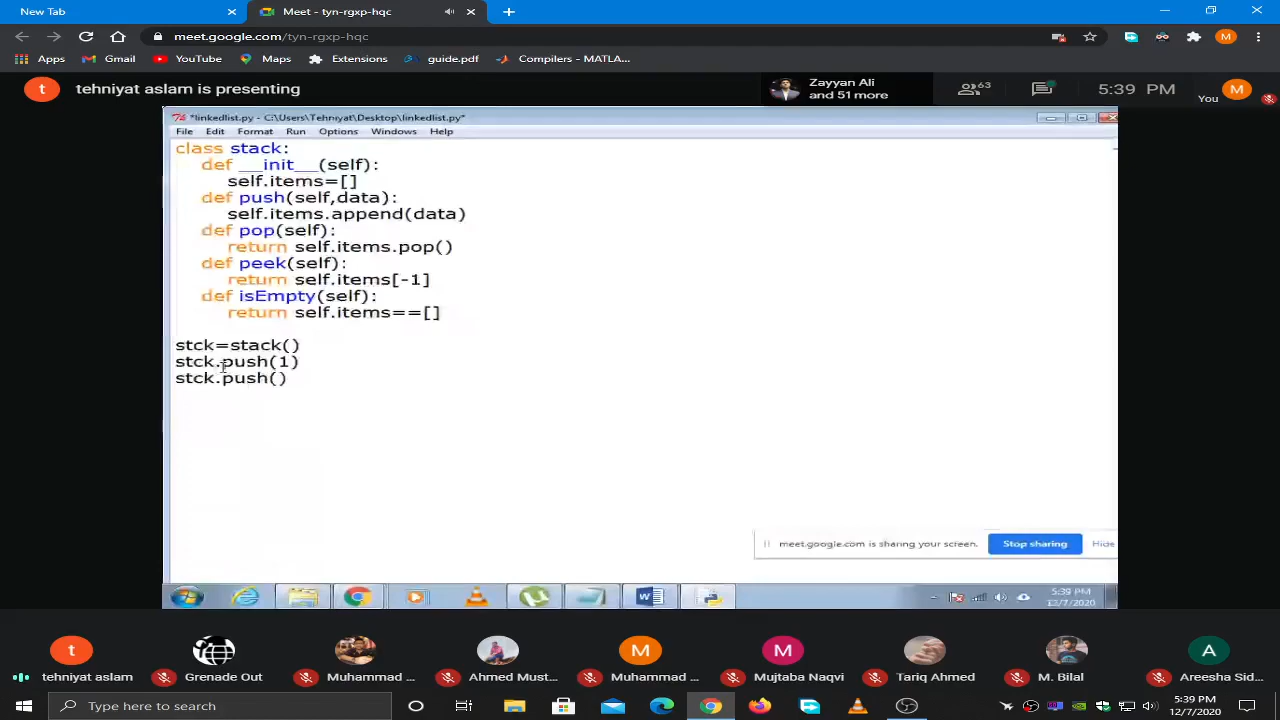 New Tab
Meet - tyn-rgxp-hqc
meet.google.com/tyn-rgxp-hqc
M
Apps
Gmail
YouTube
Maps
Extensions
guide.pdf
Compilers - MATLA...
t
tehniyat aslam is presenting
Zayyan Ali
and 51 more
63
5:39 PM
You
M
*linkedlist.py - C:\Users\Tehniyat\Desktop\linkedlist.py*
File Edit Format Run Options Windows Help
class stack:
def __init__(self):
self.items=[]
def push(self,data):
self.items.append(data)
def pop(self):
return self.items.pop()
def peek(self):
return self.items[-1]
def isEmpty(self):
return self.items==[]
stck=stack()
stck.push(1)
stck.push()
meet.google.com is sharing your screen.
Stop sharing
Hide
W
5:39 PM
12/7/2020
t
M
M
A
tehniyat aslam
Grenade Out
Muhammad ...
Ahmed Must...
Muhammad ...
Mujtaba Naqvi
Tariq Ahmed
M. Bilal
Areesha Sid...
Type here to search
5:39 PM
12/7/2020